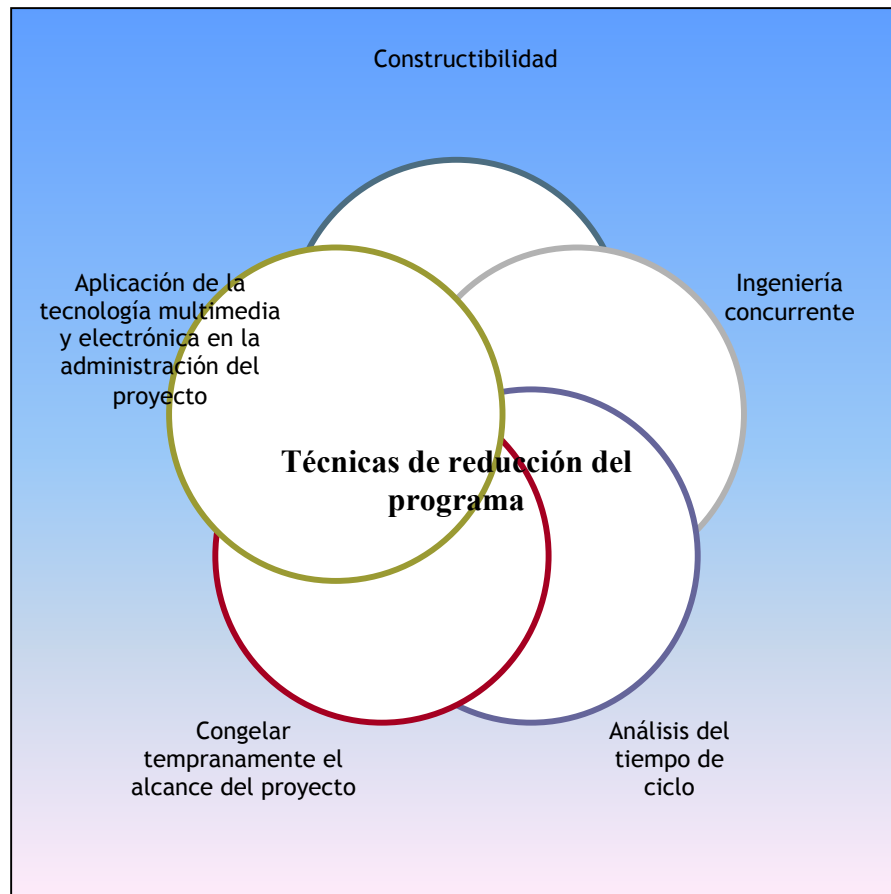 Constructibilidad
Aplicación de la
tecnología multimedia
y electrónica en la
administración del
proyecto
Ingeniería
concurrente
Técnicas de reducción del
programa
Congelar
tempranamente el
alcance del proyecto
Análisis del
tiempo de
ciclo